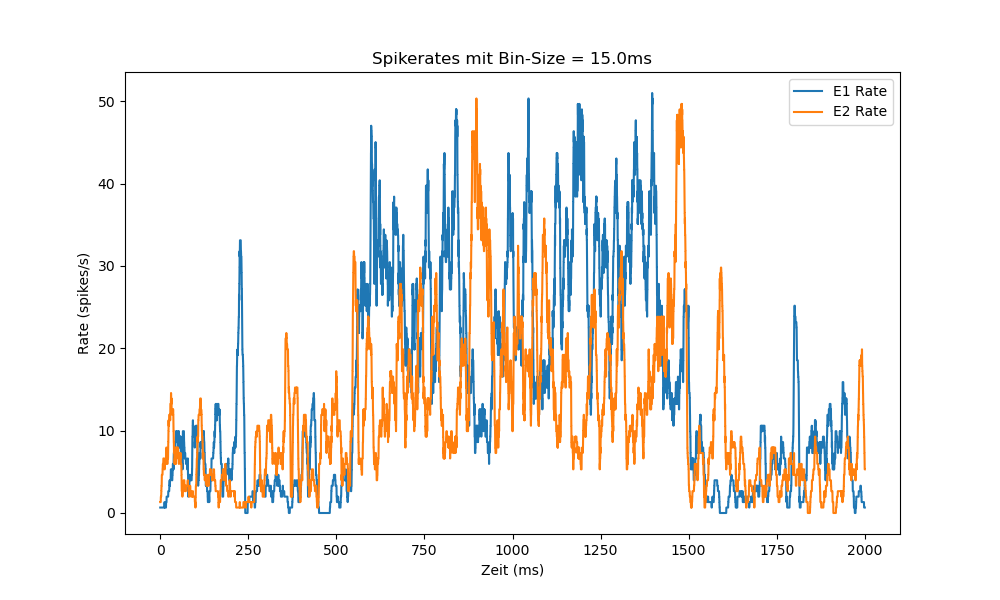 Spikerates mit Bin-Size = 15.0ms
E1 Rate
E2 Rate
50
40
30
20
10
0
Rate (spikes/s)
0 250 500 750 1000 1250 1500 1750 2000
Zeit (ms)